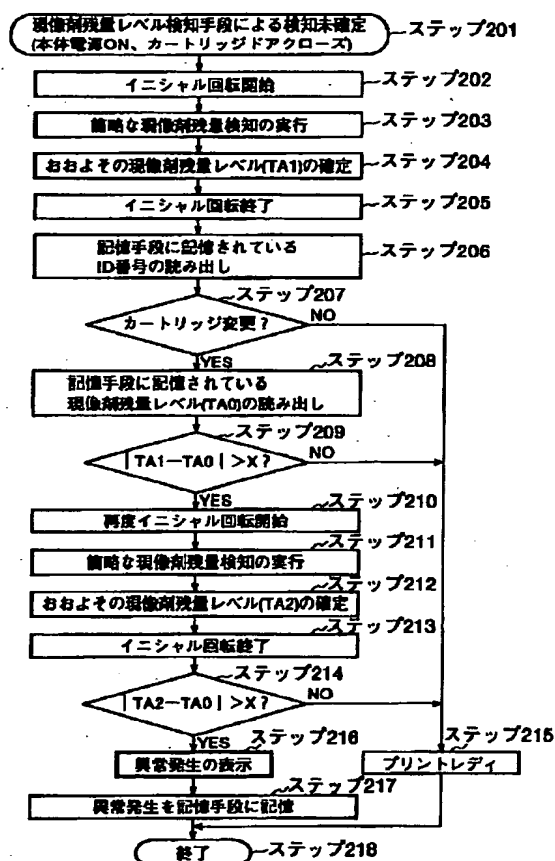 現像剤残量レベル検知手段による検知未確定
(本体電源ON、カートリッジドアクローズ)
ステップ201
イニシャル回転開始
ステップ202
簡略な現像剤残量検知の実行
ステップ203
おおよその現像剤残量レベル(TA1)の確定
ステップ204
イニシャル回転終了
ステップ205
記憶手段に記憶されている
ID番号の読み出し
ステップ206
ステップ207
カートリッジ変更?
NO
YES
ステップ208
記憶手段に記憶されている
現像剤残量レベル(TA0)の読み出し
ステップ209
|TA1-TA0|>X?
NO
YES
ステップ210
再度イニシャル回転開始
ステップ211
簡略な現像剤残量検知の実行
ステップ212
おおよその現像剤残量レベル(TA2)の確定
ステップ213
イニシャル回転終了
ステップ214
|TA2-TA0|>X?
NO
YES
ステップ216
ステップ215
異常発生の表示
プリントレディ
ステップ217
異常発生を記憶手段に記憶
終了
ステップ218